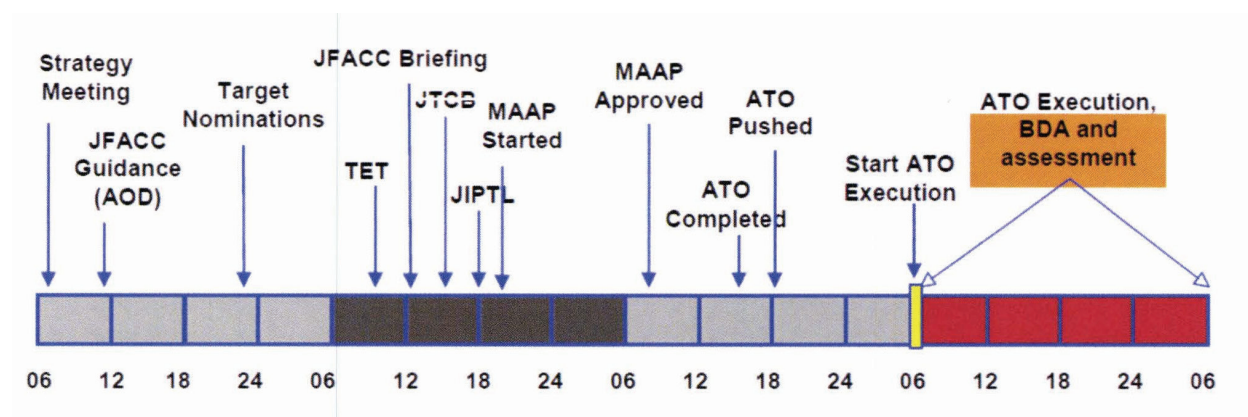 Strategy
Meeting
JFACC
Guidance
(AOD)
Target
Nominations
JFACC Briefing
TET
JTCB
JIPTL
MAAP
Started
MAAP
Approved
ATO
Completed
ATO
Pushed
Start ATO
Execution
ATO Execution,
BDA and
assessment
06 12 18 24 06 12 18 24 06 12 18 24 06 12 18 24 06